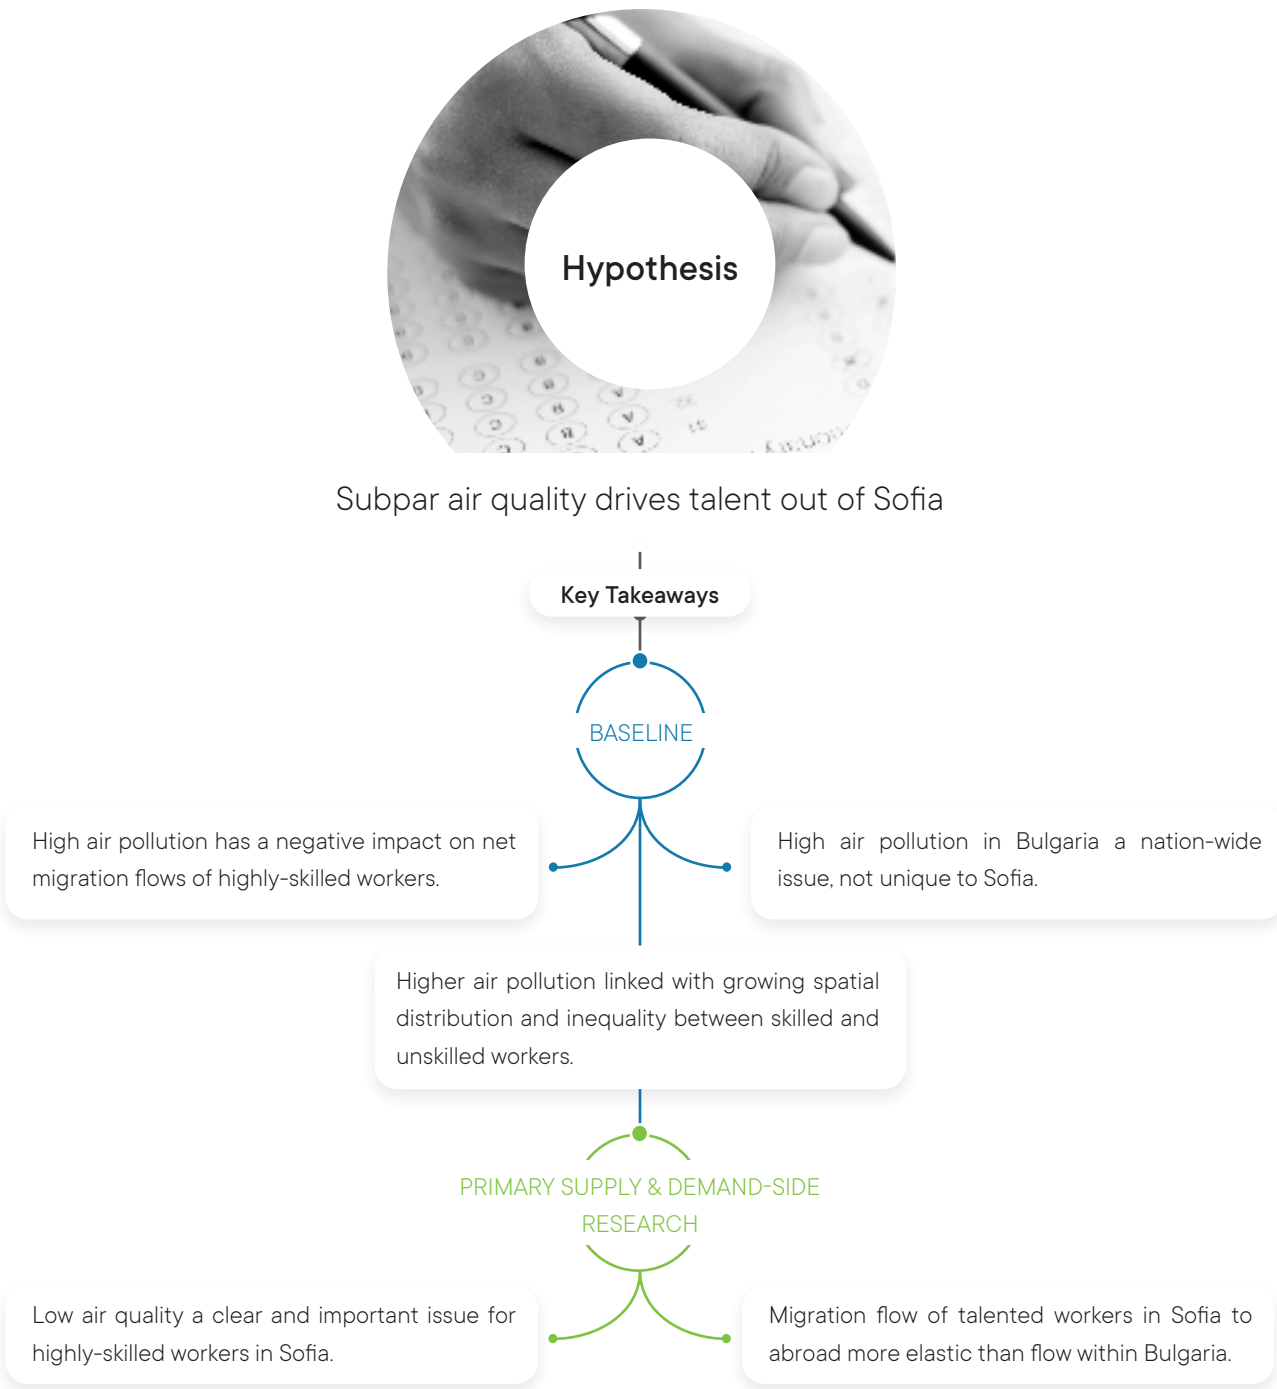 Hypothesis
Subpar air quality drives talent out of Sofia
Key Takeaways
BASELINE
High air pollution has a negative impact on net
migration flows of highly-skilled workers.
High air pollution in Bulgaria a nation-wide
issue, not unique to Sofia.
Higher air pollution linked with growing spatial
distribution and inequality between skilled and
unskilled workers.
PRIMARY SUPPLY & DEMAND-SIDE
RESEARCH
Low air quality a clear and important issue for
highly-skilled workers in Sofia.
Migration flow of talented workers in Sofia to
abroad more elastic than flow within Bulgaria.